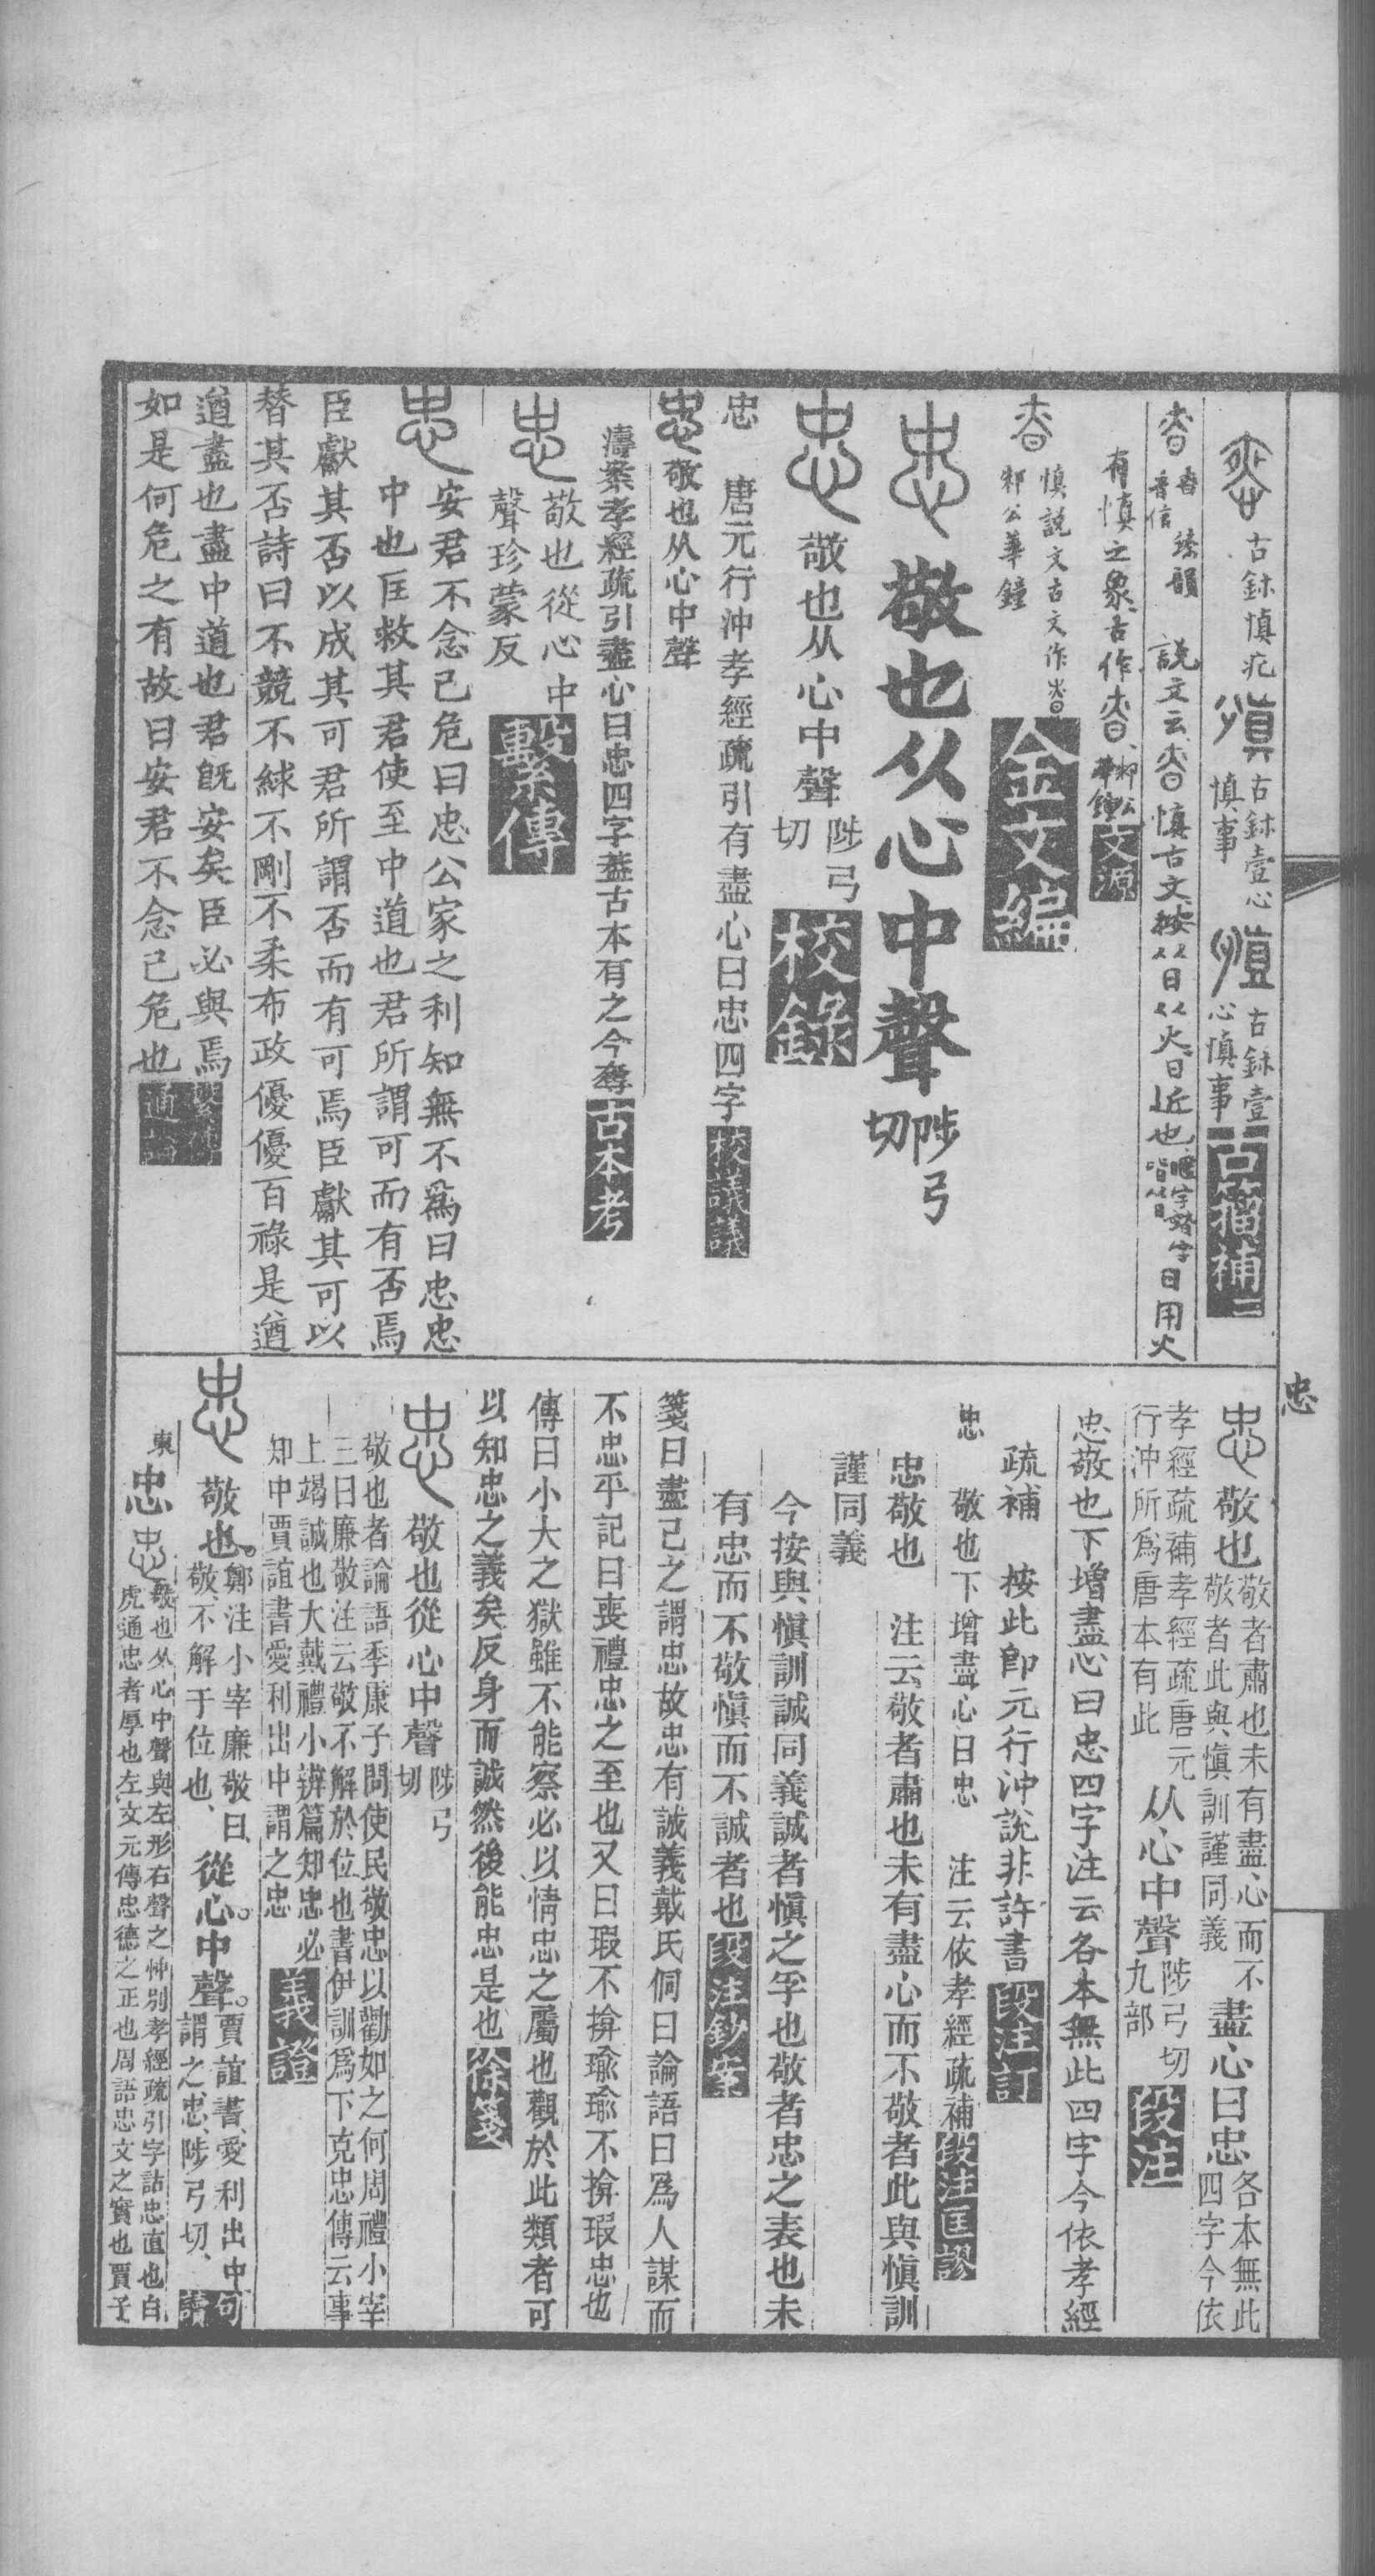 古鉨慎疕
古鉨壹心
慎事
古鉨壹
心慎事
古籀補二
臻韻
說文云
慎古文按从日从火日近也
日用火
有慎之象古作
邾公
華鐘
文源
慎說文古文作
邾公華鐘
金文編
敬也从心中聲
陟弓
切
敬也从心中聲
陟弓
切
校錄
忠 唐元行沖孝經疏引有盡心曰忠四字校議議
敬也从心中聲
濤案孝經疏引盡心曰忠四字葢古本有之今奪古本考
敬也從心中
聲珍蒙反
繫傳
忠
安君不念己危曰忠公家之利知無不爲曰忠忠
中也匡救其君使至中道也君所謂可而有否焉
臣獻其否以成其可君所謂否而有可焉臣獻其可以
替其否詩曰不競不絿不剛不柔布政優優百祿是遒
遒盡也盡中道也君旣安矣臣必與焉
如是何危之有故曰安君不念己危也
繫傳
通論
忠
敬也
敬者肅也未有盡心而不
敬者此與愼訓謹同義
盡心曰忠
各本無此
四字今依
孝經疏補孝經疏唐元
行沖所爲唐本有此
从心中聲
陟弓切
九部
段注
忠敬也下增盡心曰忠四字注云各本無此四字今依孝經
疏補 按此卽元行沖說非許書段注訂
忠 敬也下增盡心曰忠 注云依孝經疏補段注匡謬
忠敬也 注云敬者肅也未有盡心而不敬者此與愼訓
謹同義
今按與愼訓誠同義誠者愼之孚也敬者忠之表也未
有忠而不敬愼而不誠者也段注鈔案
箋曰盡己之謂忠故忠有誠義戴氏侗曰論語曰爲人謀而
不忠乎記曰喪禮忠之至也又曰瑕不揜瑜瑜不揜瑕忠也
傳曰小大之獄雖不能察必以情忠之屬也觀於此類者可
以知忠之義矣反身而誠然後能忠是也徐箋
敬也從心中聲
陟弓
切
敬也者論語季康子問使民敬忠以勸如之何周禮小宰
三曰廉敬注云敬不解於位也書伊訓爲下克忠傳云事
上竭誠也大戴禮小辨篇知忠必
知中賈誼書愛利出中謂之忠
義證
敬也。
鄭注小宰廉敬曰、
敬、不解于位也、
從心。中聲。
賈誼書、愛利出中
謂之忠、陟弓切、
句讀
東
忠
敬也从心中聲與左形右聲之忡別孝經疏引字詁忠直也白
虎通忠者厚也左文元傳忠德之正也周語忠文之實也賈子